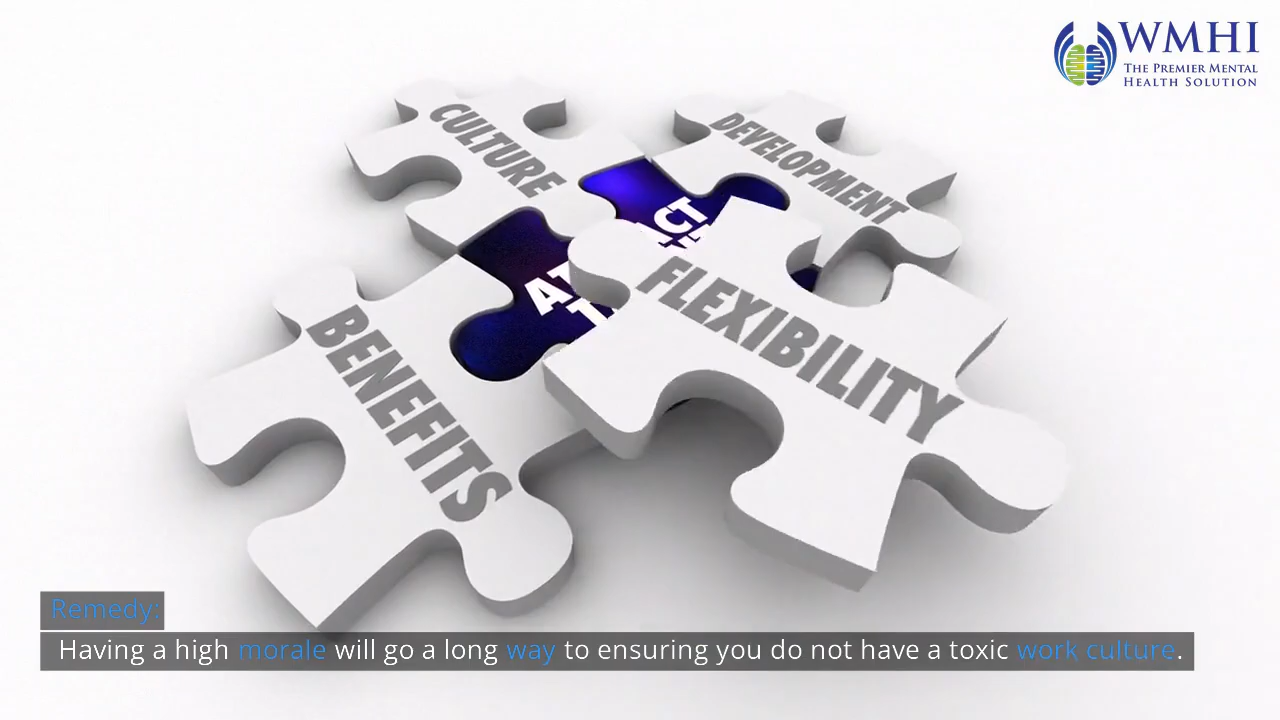 WMHI
THE PREMIER MENTAL
HEALTH SOLUTION
CULTURE
DEVELOPMENT
FLEXIBILITY
BENEFITS
Remedy:
Having a high morale will go a long way to ensuring you do not have a toxic work culture.